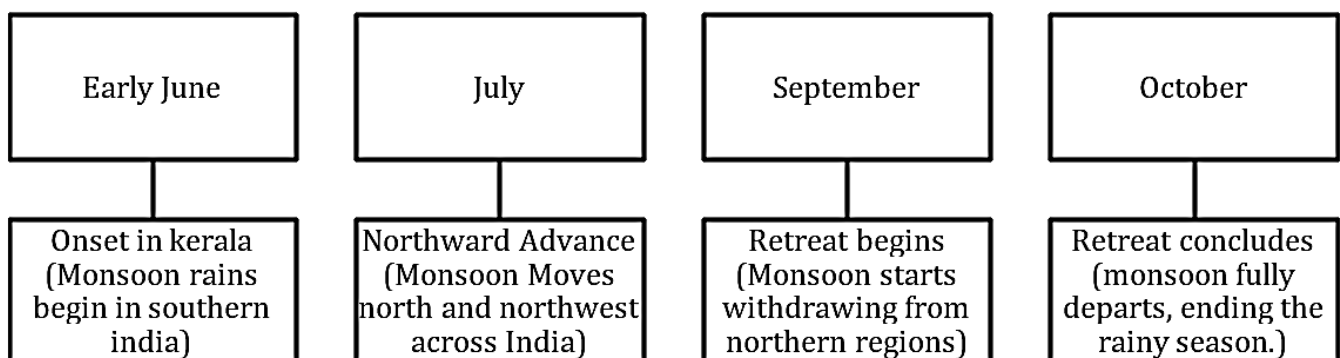 Early June
July
September
October
Onset in kerala
(Monsoon rains
begin in southern
india)
Northward Advance
(Monsoon Moves
north and northwest
across India)
Retreat begins
(Monsoon starts
withdrawing from
northern regions)
Retreat concludes
(monsoon fully
departs, ending the
rainy season.)